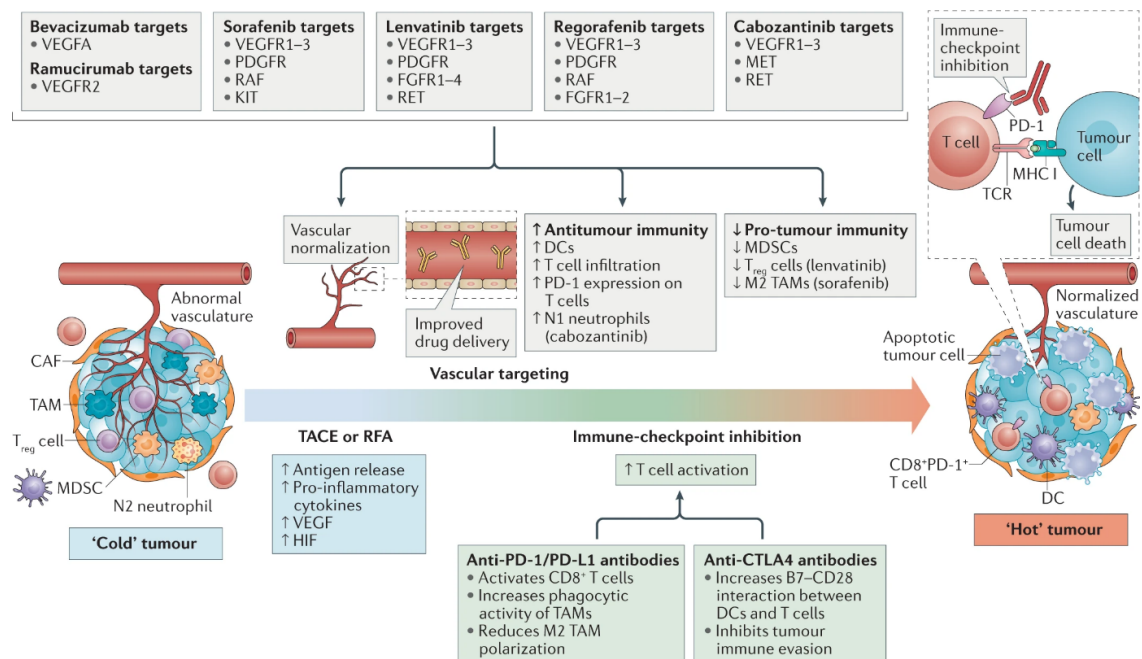 Bevacizumab targets
• VEGFA
Ramucirumab targets
• VEGFR2
Sorafenib targets
• VEGFR1–3
• PDGFR
• RAF
• KIT
Lenvatinib targets
• VEGFR1–3
• PDGFR
• FGFR1–4
• RET
Regorafenib targets
• VEGFR1–3
• PDGFR
• RAF
• FGFR1–2
Cabozantinib targets
• VEGFR1–3
• MET
• RET
Immune-
checkpoint
inhibition
PD-1
T cell
Tumour
cell
MHC I
TCR
Tumour
cell death
Vascular
normalization
Improved
drug delivery
↑ Antitumour immunity
↑ DCs
↑ T cell infiltration
↑ PD-1 expression on
T cells
↑ N1 neutrophils
(cabozantinib)
↓ Pro-tumour immunity
↓ MDSCs
↓ Treg cells (lenvatinib)
↓ M2 TAMs (sorafenib)
Abnormal
vasculature
CAF
TAM
Treg cell
MDSC
N2 neutrophil
'Cold' tumour
Vascular targeting
TACE or RFA
↑ Antigen release
↑ Pro-inflammatory
cytokines
↑ VEGF
↑ HIF
Immune-checkpoint inhibition
↑ T cell activation
Anti-PD-1/PD-L1 antibodies
• Activates CD8⁺ T cells
• Increases phagocytic
activity of TAMs
• Reduces M2 TAM
polarization
Anti-CTLA4 antibodies
• Increases B7–CD28
interaction between
DCs and T cells
• Inhibits tumour
immune evasion
Normalized
vasculature
Apoptotic
tumour cell
CD8⁺PD-1⁺
T cell
DC
'Hot' tumour